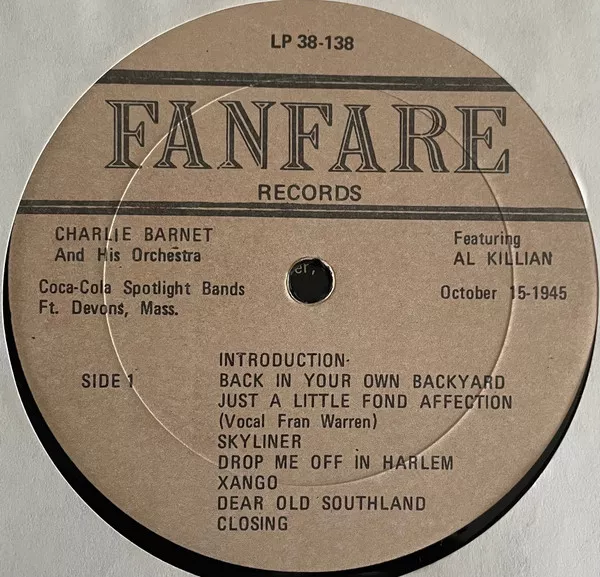 LP 38-138
FANFARE
RECORDS
CHARLIE BARNET
And His Orchestra
Featuring
AL KILLIAN
Coca-Cola Spotlight Bands
Ft. Devons, Mass.
October 15-1945
er,
SIDE 1
INTRODUCTION-
BACK IN YOUR OWN BACKYARD
JUST A LITTLE FOND AFFECTION
(Vocal Fran Warren)
SKYLINER
DROP ME OFF IN HARLEM
XANGO
DEAR OLD SOUTHLAND
CLOSING